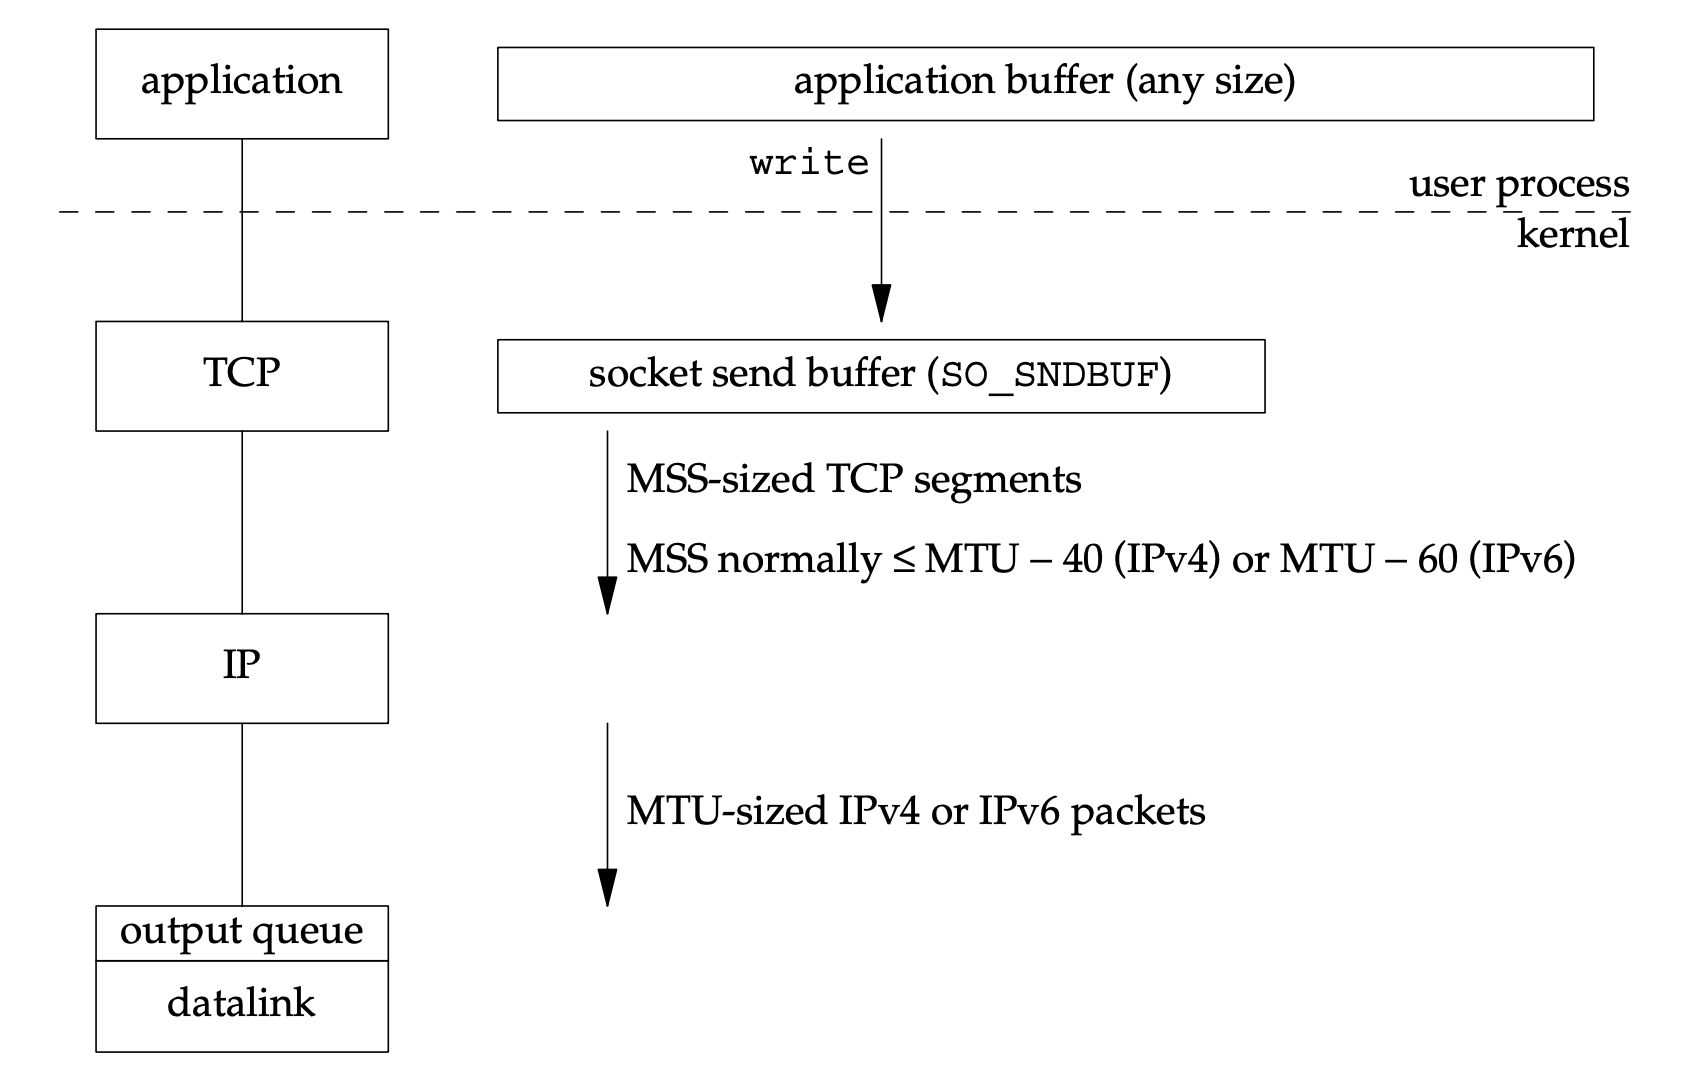 application
application buffer (any size)
write
user process
kernel
TCP
socket send buffer (SO_SNDBUF)
MSS-sized TCP segments
MSS normally ≤ MTU – 40 (IPv4) or MTU – 60 (IPv6)
IP
MTU-sized IPv4 or IPv6 packets
output queue
datalink